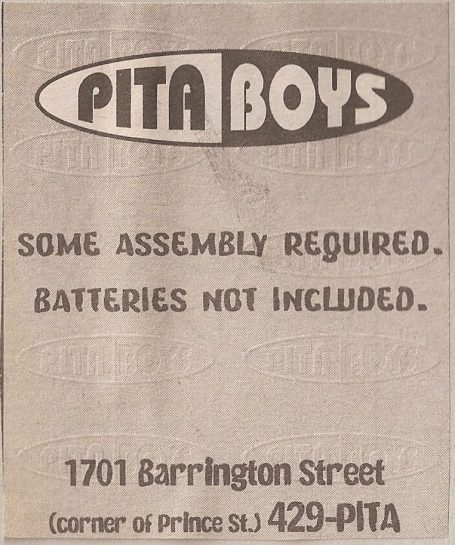 PITA BOYS
SOME ASSEMBLY REQUIRED.
BATTERIES NOT INCLUDED.
1701 Barrington Street
(corner of Prince St.) 429-PITA